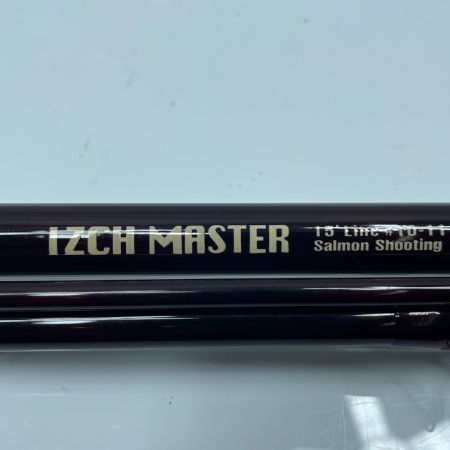 IZCH MASTER
15' Line #10-11
Salmon Shooting